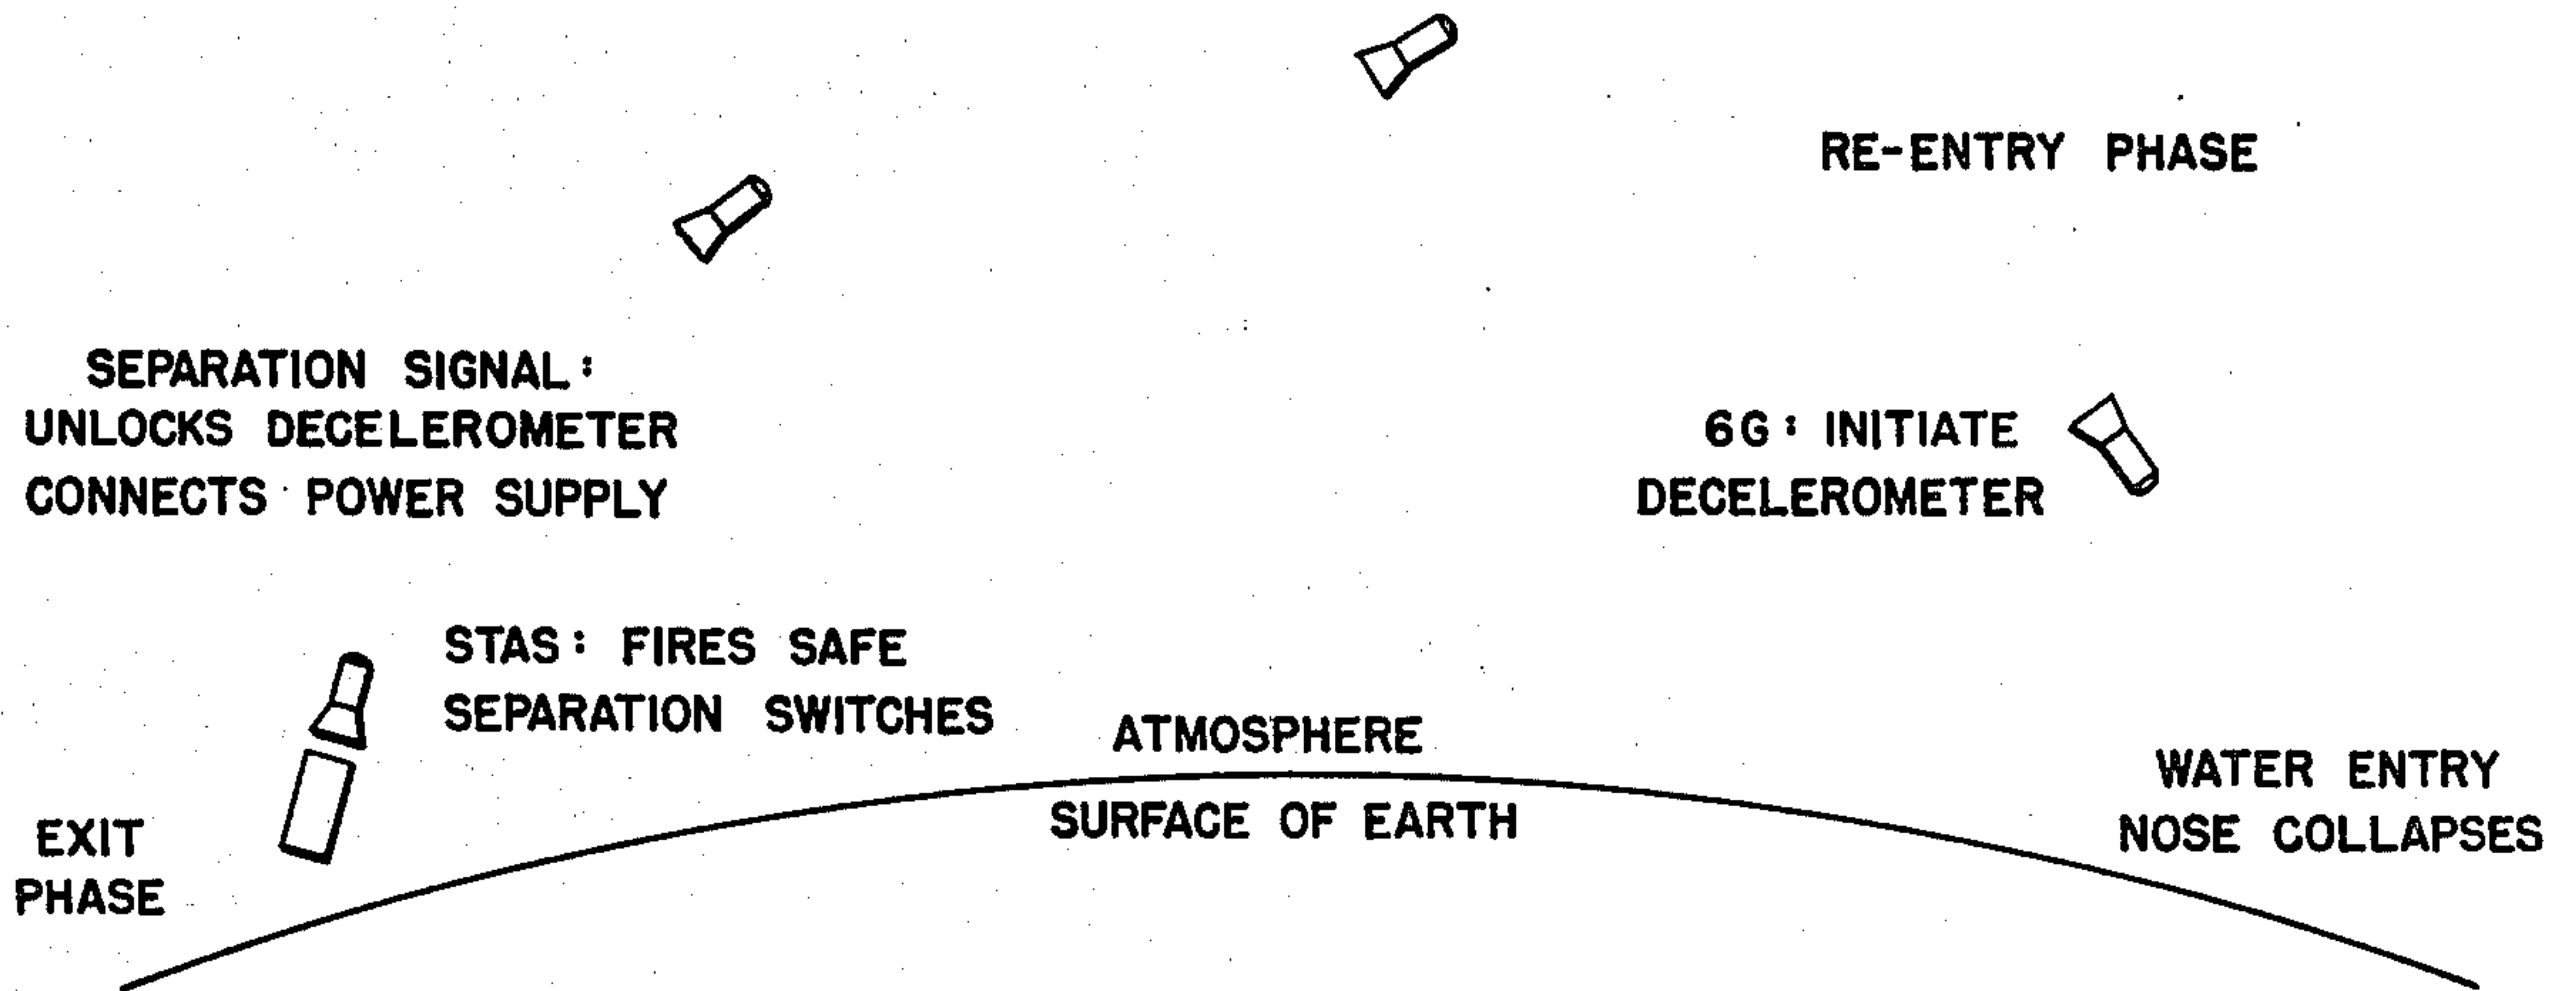 RE-ENTRY PHASE
SEPARATION SIGNAL:
UNLOCKS DECELEROMETER
CONNECTS POWER SUPPLY
6G: INITIATE
DECELEROMETER
STAS: FIRES SAFE
SEPARATION SWITCHES
ATMOSPHERE
SURFACE OF EARTH
WATER ENTRY
NOSE COLLAPSES
EXIT
PHASE